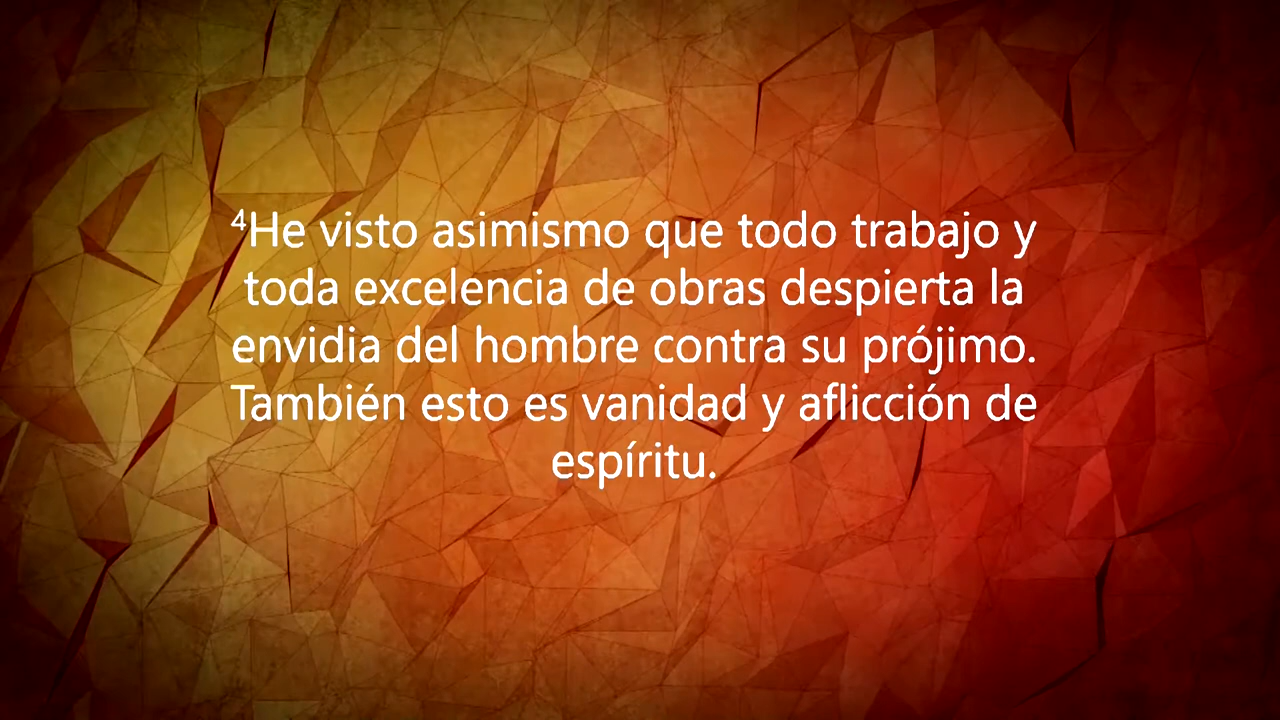 ⁴He visto asimismo que todo trabajo y
toda excelencia de obras despierta la
envidia del hombre contra su prójimo.
También esto es vanidad y aflicción de
espíritu.